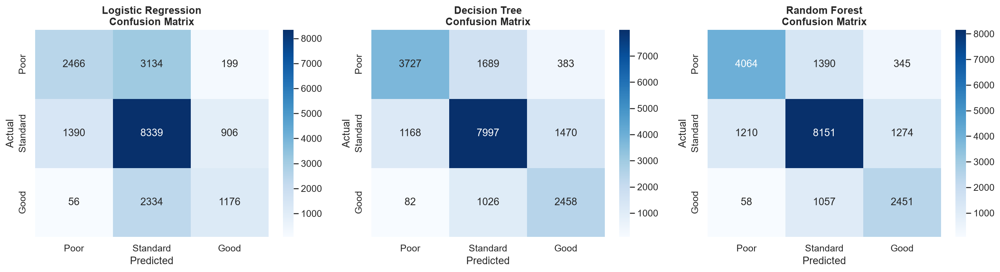 Logistic Regression
Confusion Matrix
8000
7000
6000
5000
4000
3000
2000
1000
Poor
Standard
Good
Actual
2466 3134 199
1390 8339 906
56 2334 1176
Poor Standard Good
Predicted
Decision Tree
Confusion Matrix
7000
6000
5000
4000
3000
2000
1000
Poor
Standard
Good
Actual
3727 1689 383
1168 7997 1470
82 1026 2458
Poor Standard Good
Predicted
Random Forest
Confusion Matrix
8000
7000
6000
5000
4000
3000
2000
1000
Poor
Standard
Good
Actual
4064 1390 345
1210 8151 1274
58 1057 2451
Poor Standard Good
Predicted